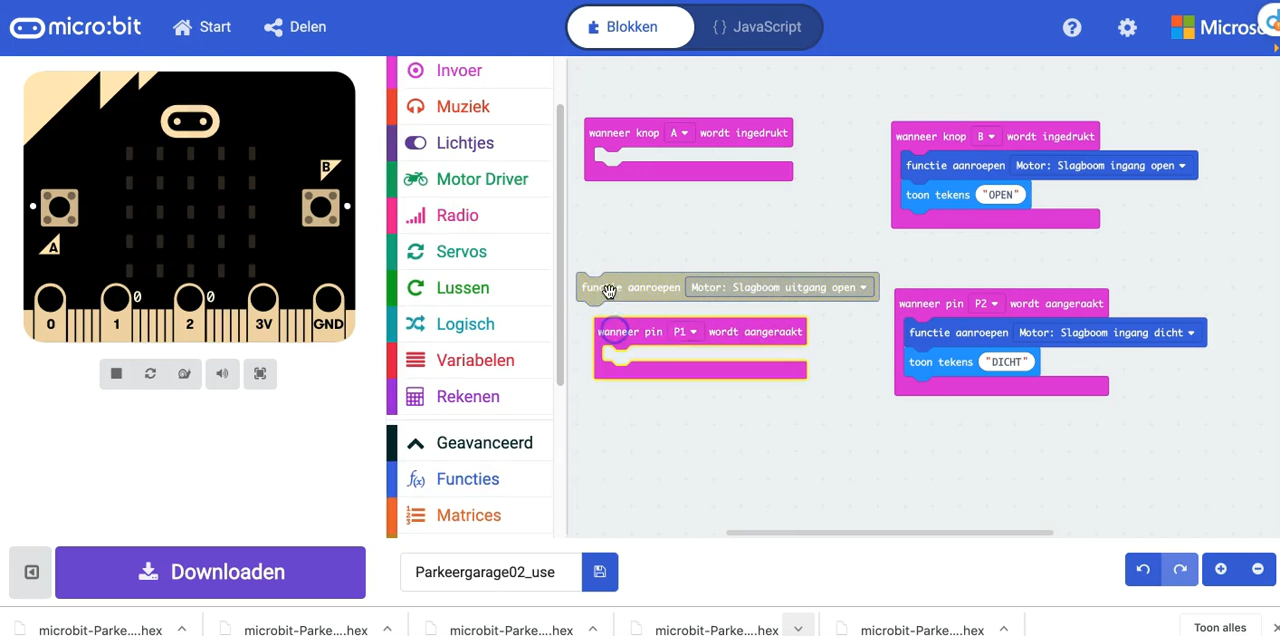 micro:bit
Start
Delen
Blokken
{ } JavaScript
?
Microso
A
B
0
0
0
1
2
3V
GND
Invoer
Muziek
Lichtjes
Motor Driver
Radio
Servos
Lussen
Logisch
Variabelen
Rekenen
Geavanceerd
f(x) Functies
Matrices
wanneer knop A wordt ingedrukt
wanneer knop B wordt ingedrukt
functie aanroepen Motor: Slagboom ingang open
toon tekens "OPEN"
functie aanroepen Motor: Slagboom uitgang open
wanneer pin P1 wordt aangeraakt
wanneer pin P2 wordt aangeraakt
functie aanroepen Motor: Slagboom ingang dicht
toon tekens "DICHT"
Downloaden
Parkeergarage02_use
microbit-Parke....hex
microbit-Parke....hex
microbit-Parke....hex
microbit-Parke....hex
microbit-Parke....hex
Toon alles